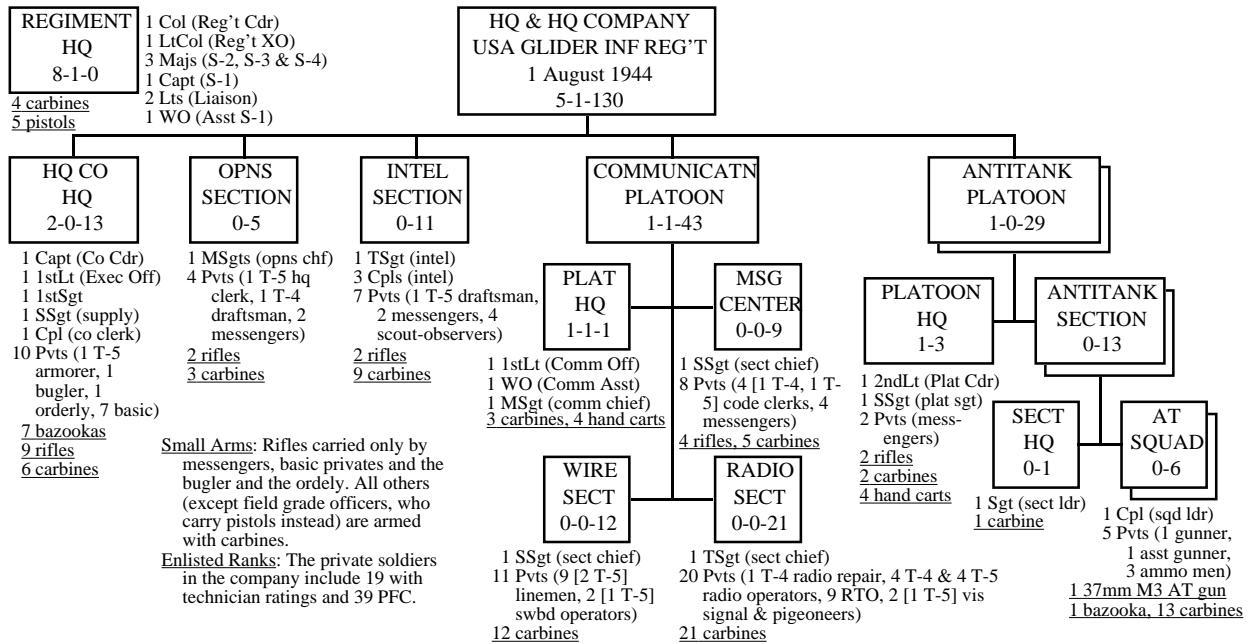 REGIMENT
HQ
8-1-0
4 carbines
5 pistols
1 Col (Reg't Cdr)
1 LtCol (Reg't XO)
3 Majs (S-2, S-3 & S-4)
1 Capt (S-1)
2 Lts (Liaison)
1 WO (Asst S-1)
HQ & HQ COMPANY
USA GLIDER INF REG'T
1 August 1944
5-1-130
HQ CO
HQ
2-0-13
1 Capt (Co Cdr)
1 1stLt (Exec Off)
1 1stSgt
1 SSgt (supply)
1 Cpl (co clerk)
10 Pvts (1 T-5
armorer, 1
bugler, 1
orderly, 7 basic)
7 bazookas
9 rifles
6 carbines
OPNS
SECTION
0-5
1 MSgts (opns chf)
4 Pvts (1 T-5 hq
clerk, 1 T-4
draftsman, 2
messengers)
2 rifles
3 carbines
INTEL
SECTION
0-11
1 TSgt (intel)
3 Cpls (intel)
7 Pvts (1 T-5 draftsman,
2 messengers, 4
scout-observers)
2 rifles
9 carbines
COMMUNICATN
PLATOON
1-1-43
PLAT
HQ
1-1-1
1 1stLt (Comm Off)
1 WO (Comm Asst)
1 MSgt (comm chief)
3 carbines, 4 hand carts
MSG
CENTER
0-0-9
1 SSgt (sect chief)
8 Pvts (4 [1 T-4, 1 T-
5] code clerks, 4
messengers)
4 rifles, 5 carbines
WIRE
SECT
0-0-12
1 SSgt (sect chief)
11 Pvts (9 [2 T-5]
linemen, 2 [1 T-5]
swbd operators)
12 carbines
RADIO
SECT
0-0-21
1 TSgt (sect chief)
20 Pvts (1 T-4 radio repair, 4 T-4 & 4 T-5
radio operators, 9 RTO, 2 [1 T-5] vis
signal & pigeoneers)
21 carbines
ANTITANK
PLATOON
1-0-29
PLATOON
HQ
1-3
1 2ndLt (Plat Cdr)
1 SSgt (plat sgt)
2 Pvts (mess-
engers)
2 rifles
2 carbines
4 hand carts
ANTITANK
SECTION
0-13
SECT
HQ
0-1
1 Sgt (sect ldr)
1 carbine
AT
SQUAD
0-6
1 Cpl (sqd ldr)
5 Pvts (1 gunner,
1 asst gunner,
3 ammo men)
1 37mm M3 AT gun
1 bazooka, 13 carbines
Small Arms: Rifles carried only by
messengers, basic privates and the
bugler and the ordely. All others
(except field grade officers, who
carry pistols instead) are armed
with carbines.
Enlisted Ranks: The private soldiers
in the company include 19 with
technician ratings and 39 PFC.